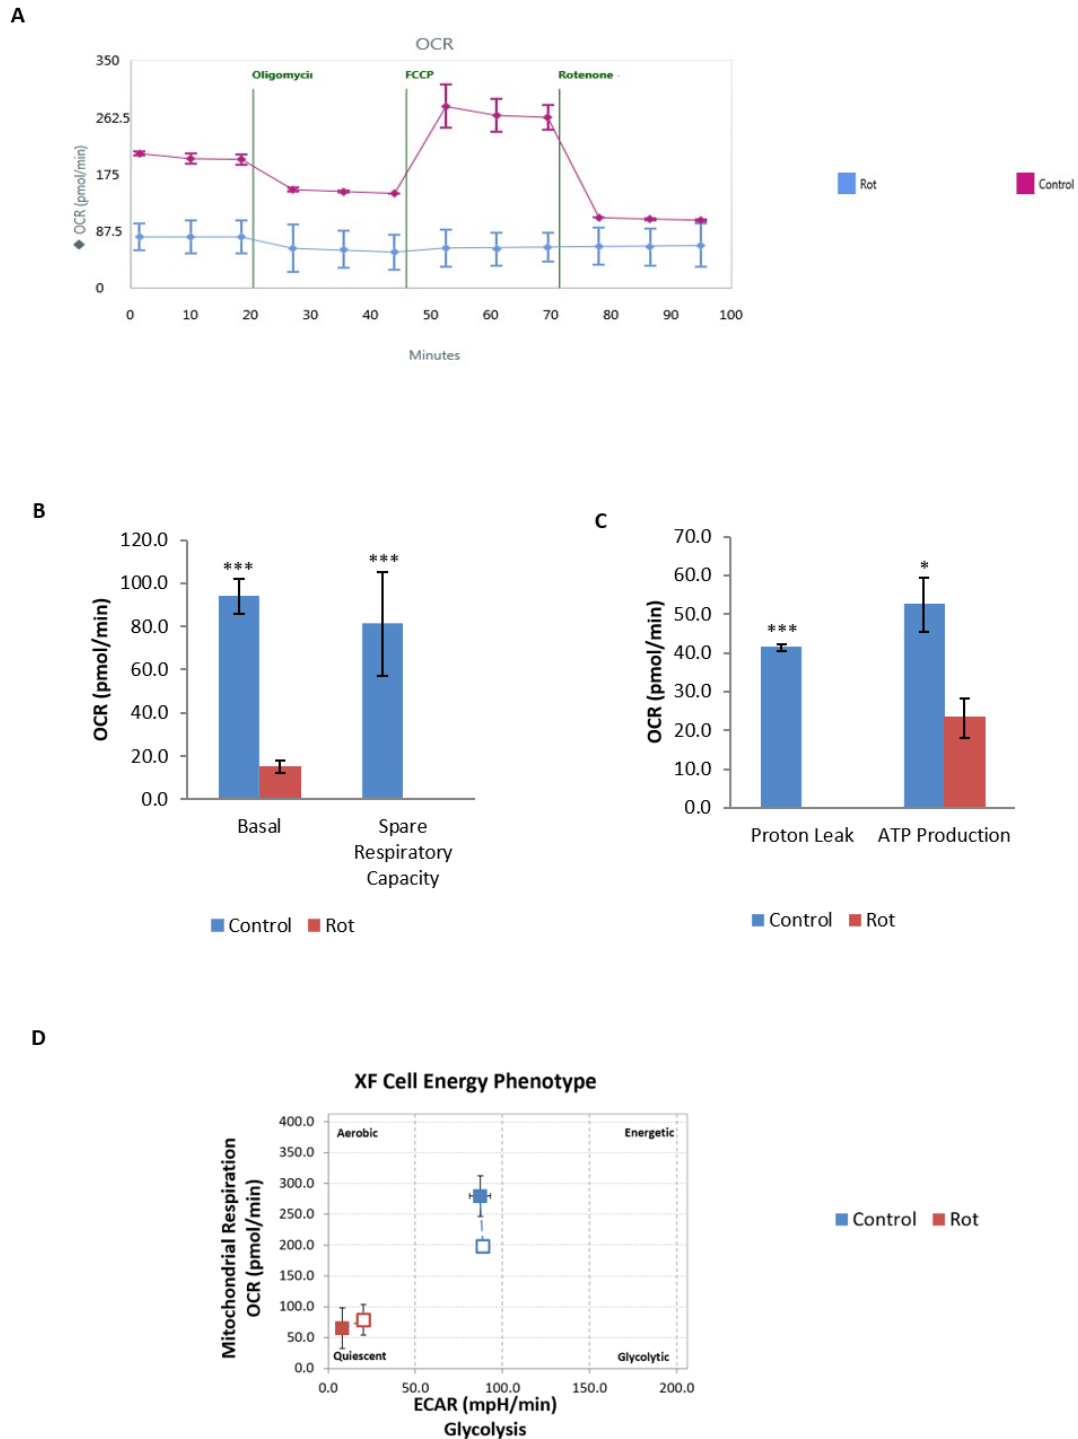 A
OCR
350
262.5
175
87.5
0
◆ OCR (pmol/min)
Oligomycin
FCCP
Rotenone
0 10 20 30 40 50 60 70 80 90 100
Minutes
Rot
Control
B
120.0
100.0
80.0
60.0
40.0
20.0
0.0
OCR (pmol/min)
***
***
Basal
Spare
Respiratory
Capacity
Control Rot
C
70.0
60.0
50.0
40.0
30.0
20.0
10.0
0.0
OCR (pmol/min)
***
*
Proton Leak ATP Production
Control Rot
D
XF Cell Energy Phenotype
400.0
350.0
300.0
250.0
200.0
150.0
100.0
50.0
0.0
Mitochondrial Respiration
OCR (pmol/min)
Aerobic
Energetic
Quiescent
Glycolytic
0.0 50.0 100.0 150.0 200.0
ECAR (mpH/min)
Glycolysis
Control Rot